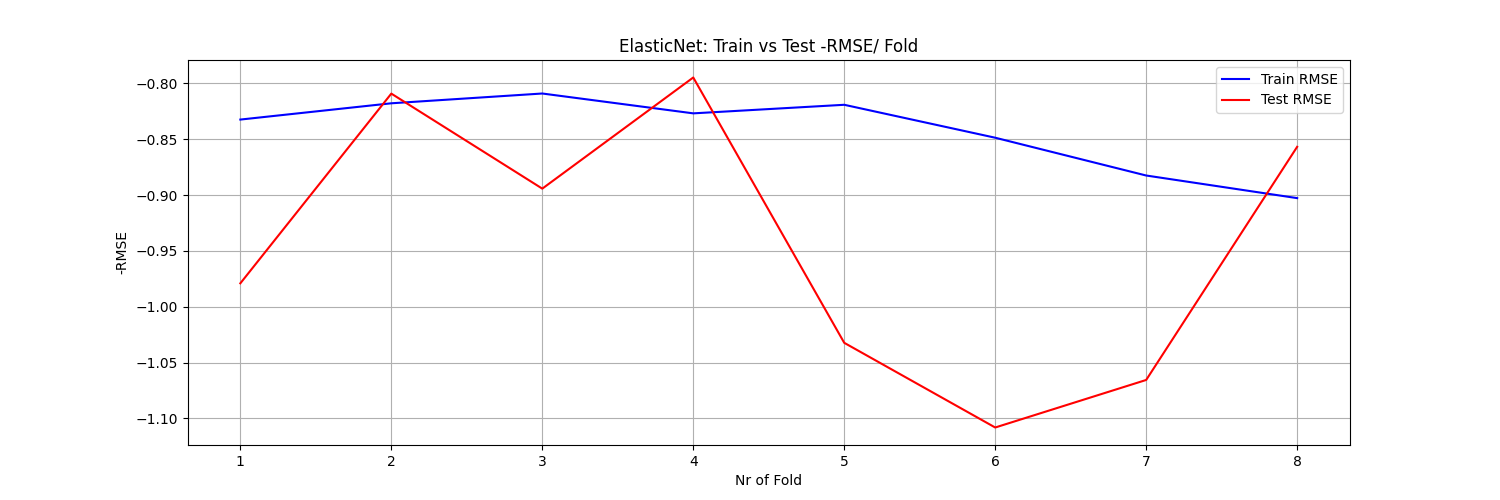 ElasticNet: Train vs Test -RMSE/ Fold
Train RMSE
Test RMSE
−0.80
−0.85
−0.90
−0.95
−1.00
−1.05
−1.10
-RMSE
1 2 3 4 5 6 7 8
Nr of Fold